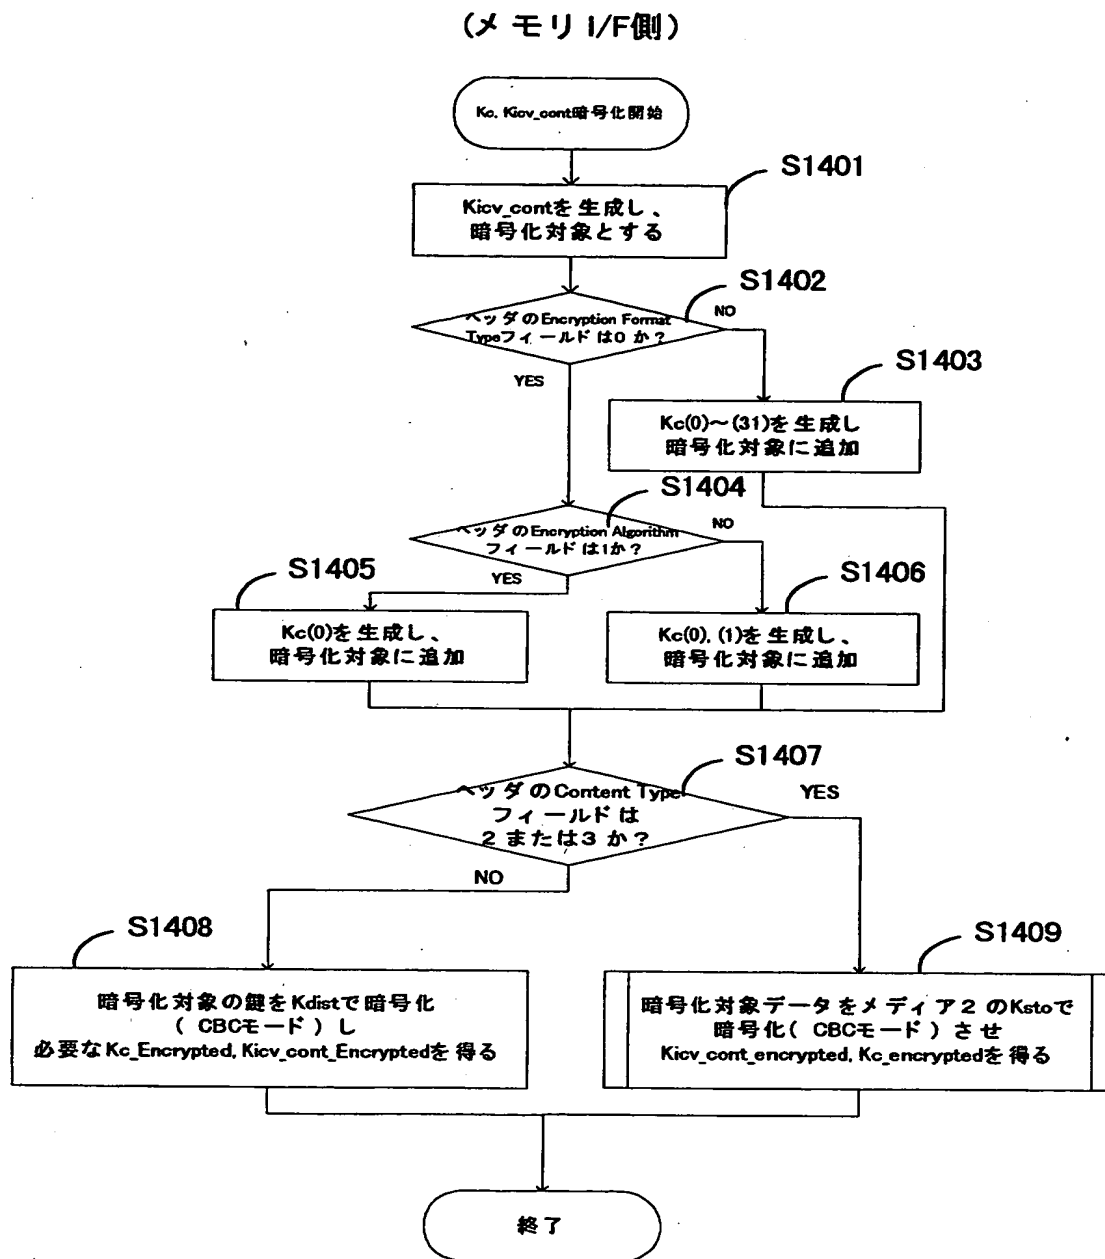 (メモリ I/F側)
Kc, Kicv_cont暗号化開始
S1401
Kicv_contを生成し、
暗号化対象とする
S1402
ヘッダのEncryption Format
Typeフィールドは0か?
NO
YES
S1403
Kc(0)~(31)を生成し
暗号化対象に追加
S1404
ヘッダのEncryption Algorithm
フィールドは1か?
NO
YES
S1405
Kc(0)を生成し、
暗号化対象に追加
S1406
Kc(0), (1)を生成し、
暗号化対象に追加
S1407
ヘッダのContent Type
フィールドは
2または3か?
YES
NO
S1408
暗号化対象の鍵をKdistで暗号化
(CBCモード)し
必要なKc_Encrypted, Kicv_cont_Encryptedを得る
S1409
暗号化対象データをメディア2のKstoで
暗号化(CBCモード)させ
Kicv_cont_encrypted, Kc_encryptedを得る
終了